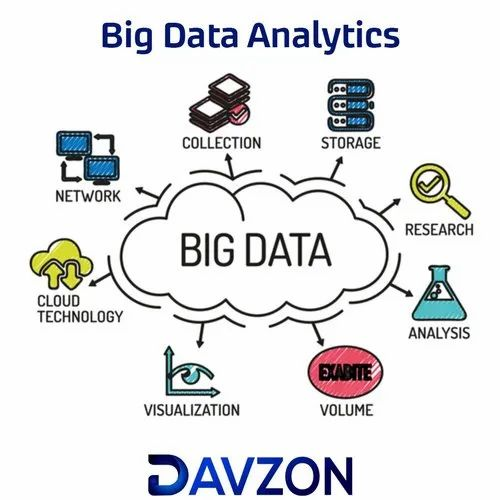 Big Data Analytics
COLLECTION
STORAGE
NETWORK
RESEARCH
BIG DATA
CLOUD
TECHNOLOGY
ANALYSIS
EXABITE
VISUALIZATION
VOLUME
DAVZON